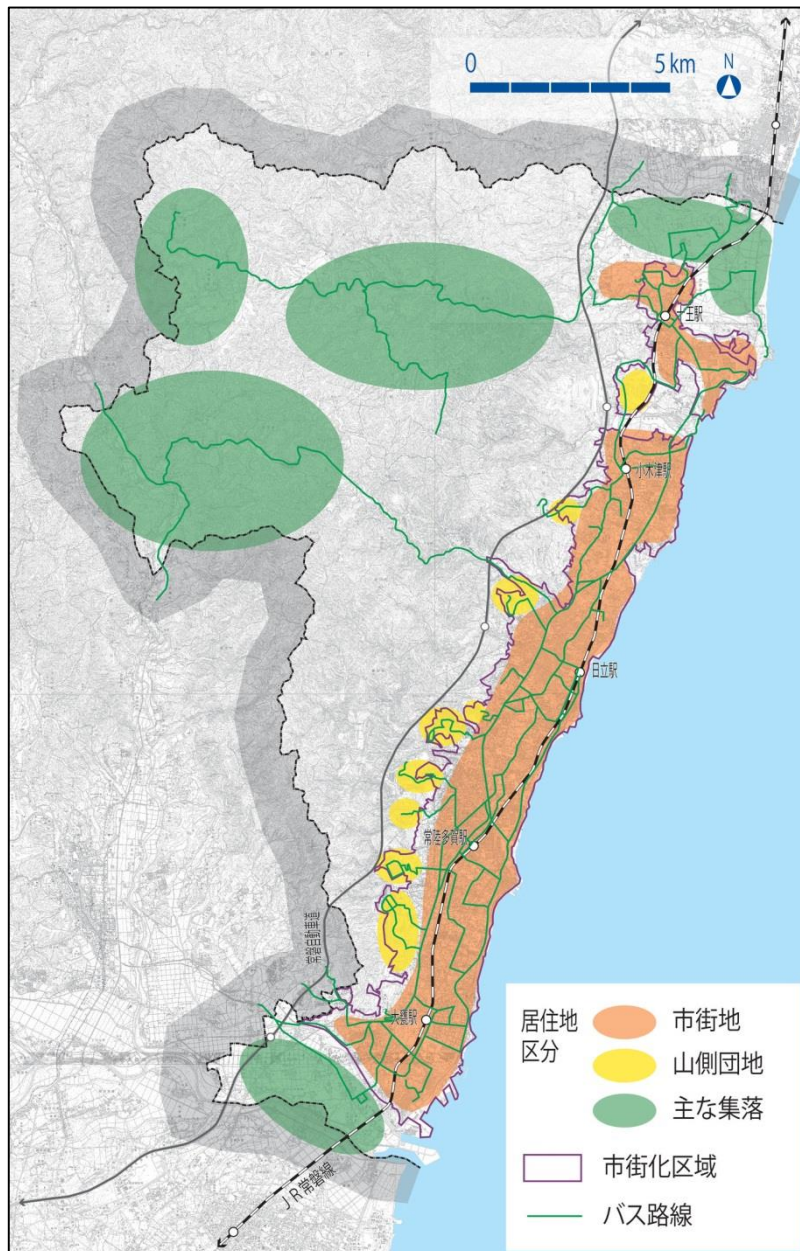 0 5km N
十王駅
小木津駅
日立駅
常陸多賀駅
常磐自動車道
大甕駅
JR常磐線
居住地
区分
市街地
山側団地
主な集落
市街化区域
バス路線